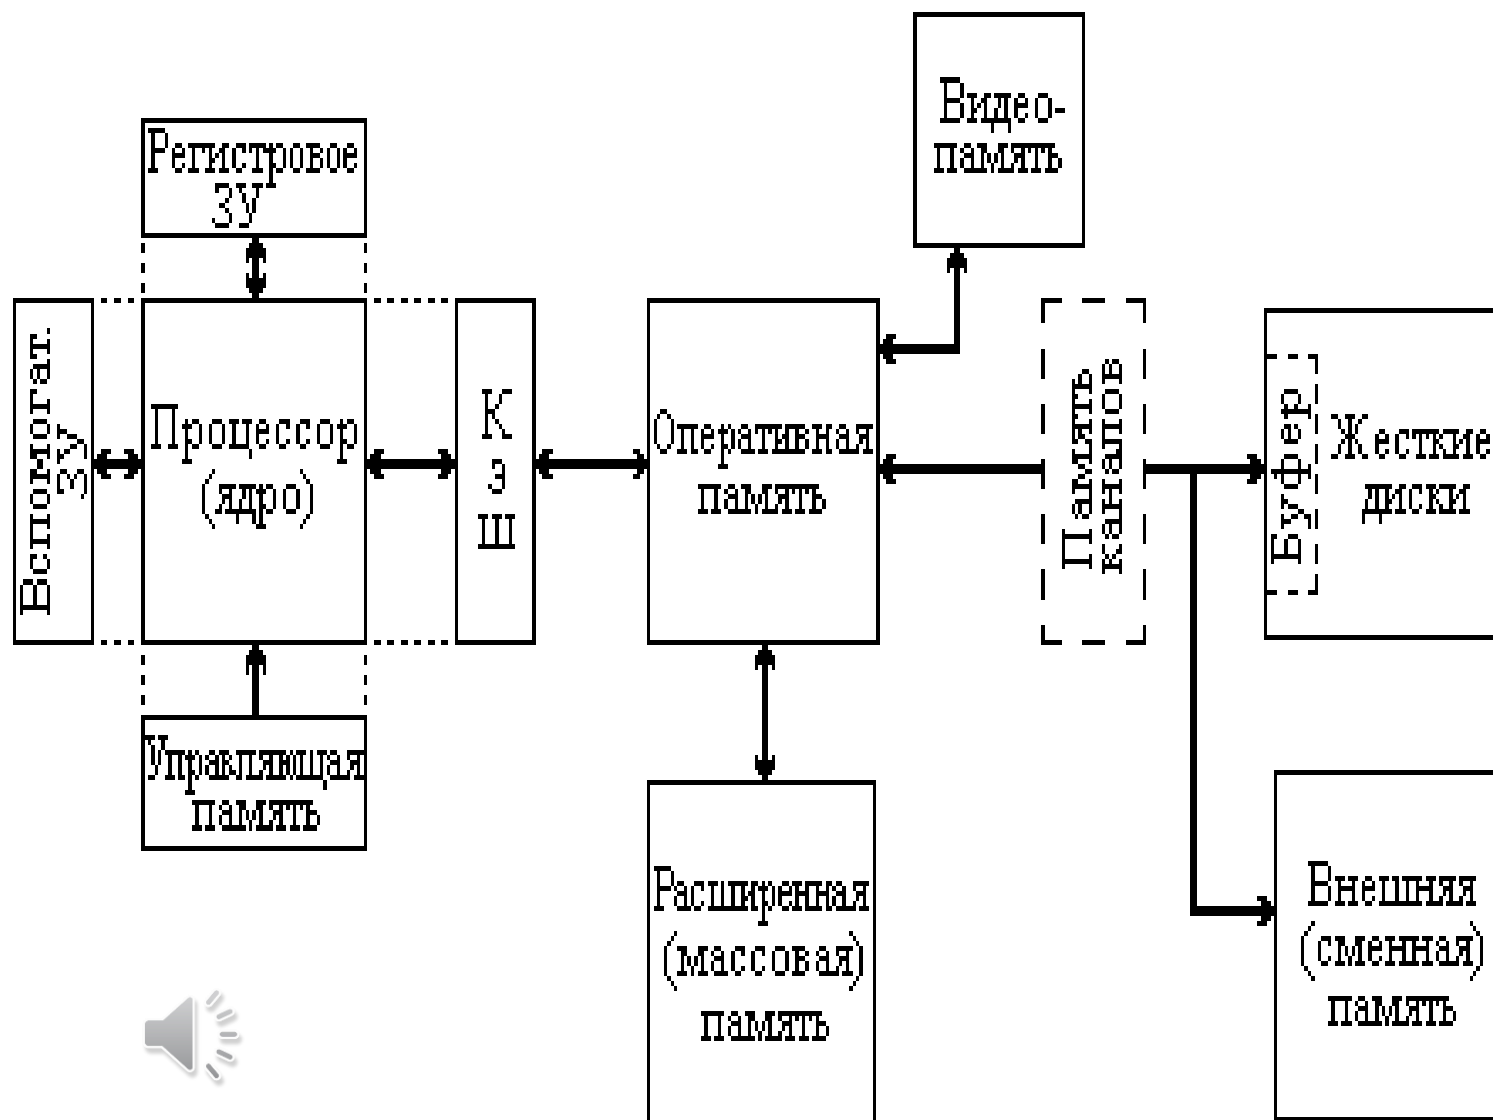 Видео-
память
Регистровое
ЗУ
Вспомогат.
ЗУ
Процессор
(ядро)
К
э
ш
Оперативная
память
Память
каналов
Буфер
Жесткие
диски
Управляющая
память
Расширенная
(массовая)
память
Внешняя
(сменная)
память